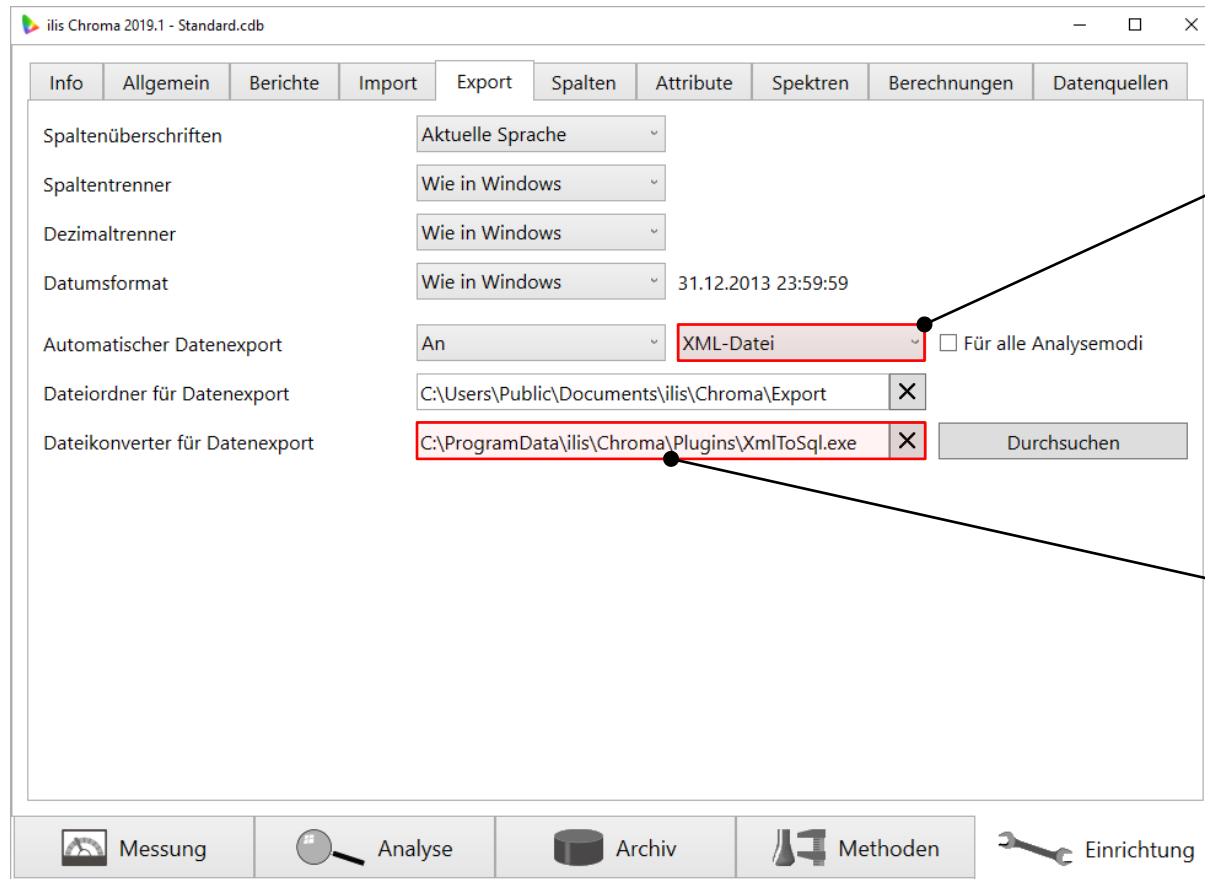 ilis Chroma 2019.1 - Standard.cdb
Info Allgemein Berichte Import Export Spalten Attribute Spektren Berechnungen Datenquellen
Spaltenüberschriften Aktuelle Sprache
Spaltentrenner Wie in Windows
Dezimaltrenner Wie in Windows
Datumsformat Wie in Windows 31.12.2013 23:59:59
Automatischer Datenexport An XML-Datei Für alle Analysemodi
Dateiordner für Datenexport C:\Users\Public\Documents\ilis\Chroma\Export
Dateikonverter für Datenexport C:\ProgramData\ilis\Chroma\Plugins\XmlToSql.exe Durchsuchen
Messung Analyse Archiv Methoden Einrichtung